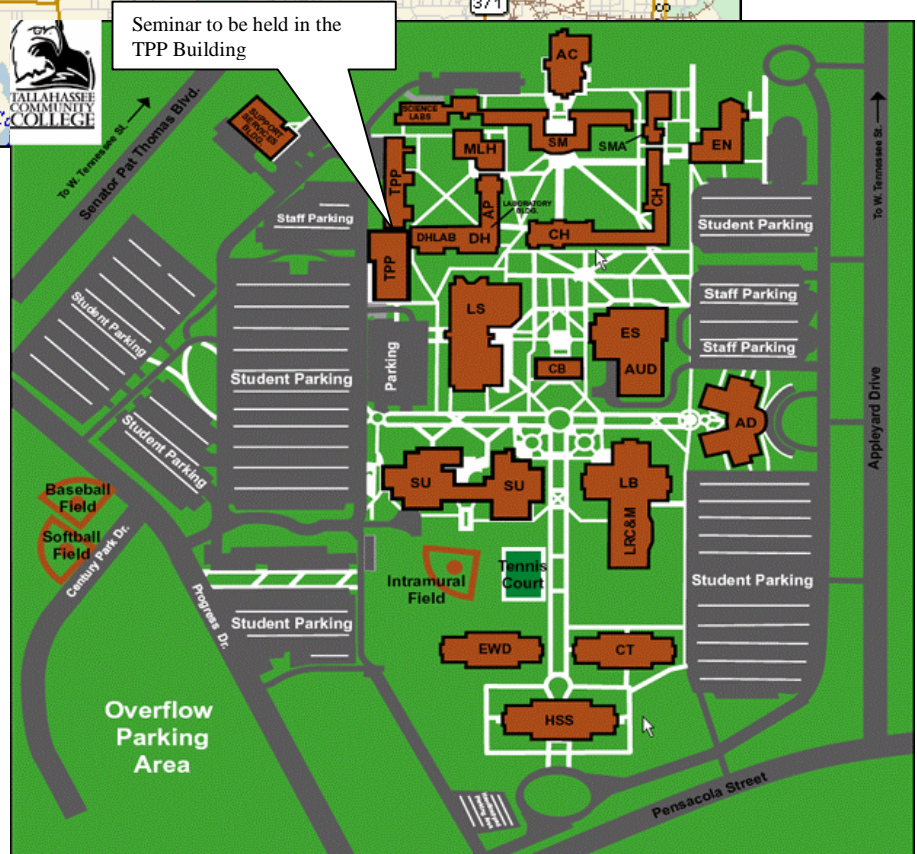 371
Seminar to be held in the
TPP Building
TALLAHASSEE
COMMUNITY
COLLEGE
To W. Tennessee St.
Senator Pat Thomas Blvd.
SUPPORT
SERVICES
BLDG.
AC
SCIENCE
LABS
SM
SMA
EN
MLH
TPP
AP
LABORATORY
BLDG.
CH
To W. Tennessee St.
Staff Parking
Student Parking
DHLAB
DH
CH
TPP
Student Parking
LS
Staff Parking
ES
Staff Parking
Parking
CB
AUD
Student Parking
Student Parking
AD
Appleyard Drive
SU
SU
LB
LRC&M
Baseball
Field
Softball
Field
Century Park Dr.
Intramural
Field
Tennis
Court
Student Parking
Progress Dr.
Student Parking
EWD
CT
Overflow
Parking
Area
HSS
Pensacola Street